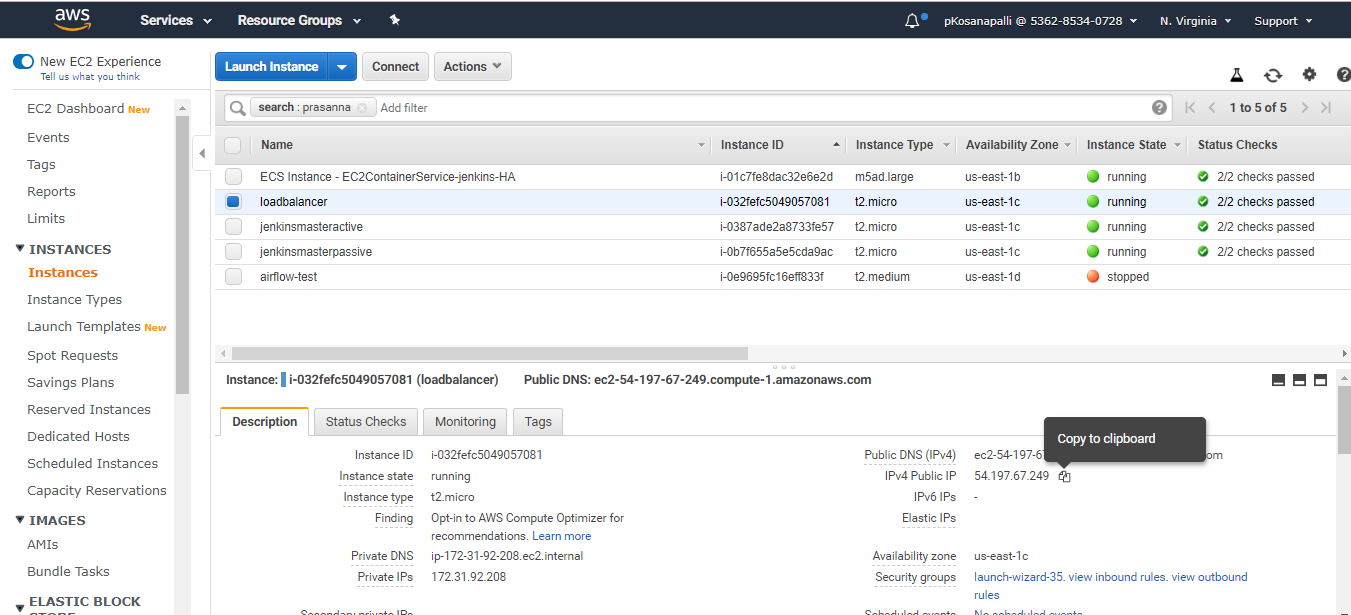 aws Services Resource Groups pKosanapalli @ 5362-8534-0728 N. Virginia Support
New EC2 Experience
Tell us what you think
EC2 Dashboard New
Events
Tags
Reports
Limits
INSTANCES
Instances
Instance Types
Launch Templates New
Spot Requests
Savings Plans
Reserved Instances
Dedicated Hosts
Scheduled Instances
Capacity Reservations
IMAGES
AMIs
Bundle Tasks
ELASTIC BLOCK
STORE
Launch Instance Connect Actions
search : prasanna Add filter 1 to 5 of 5
Name Instance ID Instance Type Availability Zone Instance State Status Checks
ECS Instance - EC2ContainerService-jenkins-HA i-01c7fe8dac32e6e2d m5ad.large us-east-1b running 2/2 checks passed
loadbalancer i-032fefc5049057081 t2.micro us-east-1c running 2/2 checks passed
jenkinsmasteractive i-0387ade2a8733fe57 t2.micro us-east-1c running 2/2 checks passed
jenkinsmasterpassive i-0b7f655a5e5cda9ac t2.micro us-east-1c running 2/2 checks passed
airflow-test i-0e9695fc16eff833f t2.medium us-east-1d stopped
Instance: i-032fefc5049057081 (loadbalancer) Public DNS: ec2-54-197-67-249.compute-1.amazonaws.com
Description Status Checks Monitoring Tags
Copy to clipboard
Instance ID i-032fefc5049057081
Instance state running
Instance type t2.micro
Finding Opt-in to AWS Compute Optimizer for
recommendations. Learn more
Private DNS ip-172-31-92-208.ec2.internal
Private IPs 172.31.92.208
Secondary private IPs
Public DNS (IPv4) ec2-54-197-67 om
IPv4 Public IP 54.197.67.249
IPv6 IPs -
Elastic IPs
Availability zone us-east-1c
Security groups launch-wizard-35. view inbound rules. view outbound
rules
Scheduled events No scheduled events